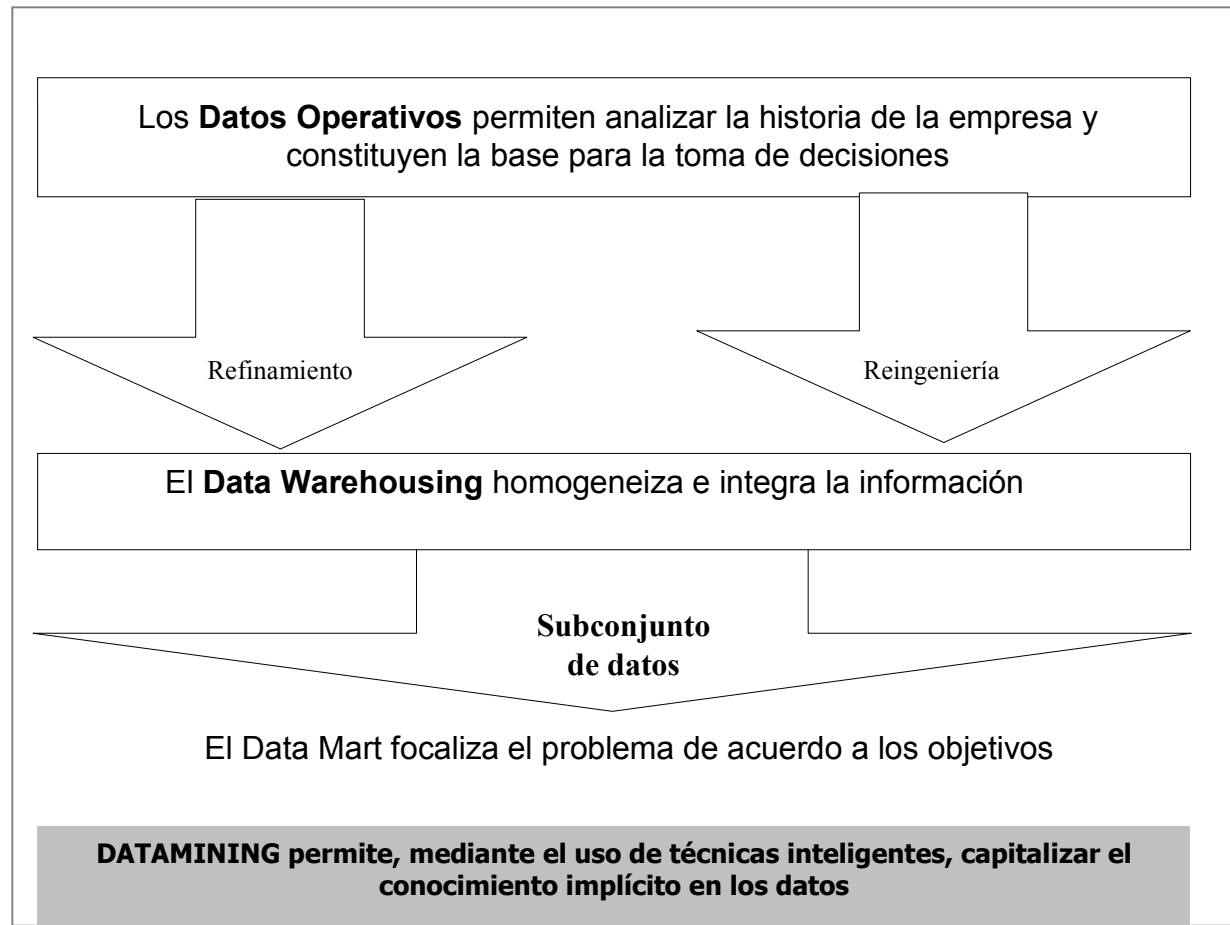 Los Datos Operativos permiten analizar la historia de la empresa y
constituyen la base para la toma de decisiones
Refinamiento
Reingeniería
El Data Warehousing homogeneiza e integra la información
Subconjunto
de datos
El Data Mart focaliza el problema de acuerdo a los objetivos
DATAMINING permite, mediante el uso de técnicas inteligentes, capitalizar el
conocimiento implícito en los datos